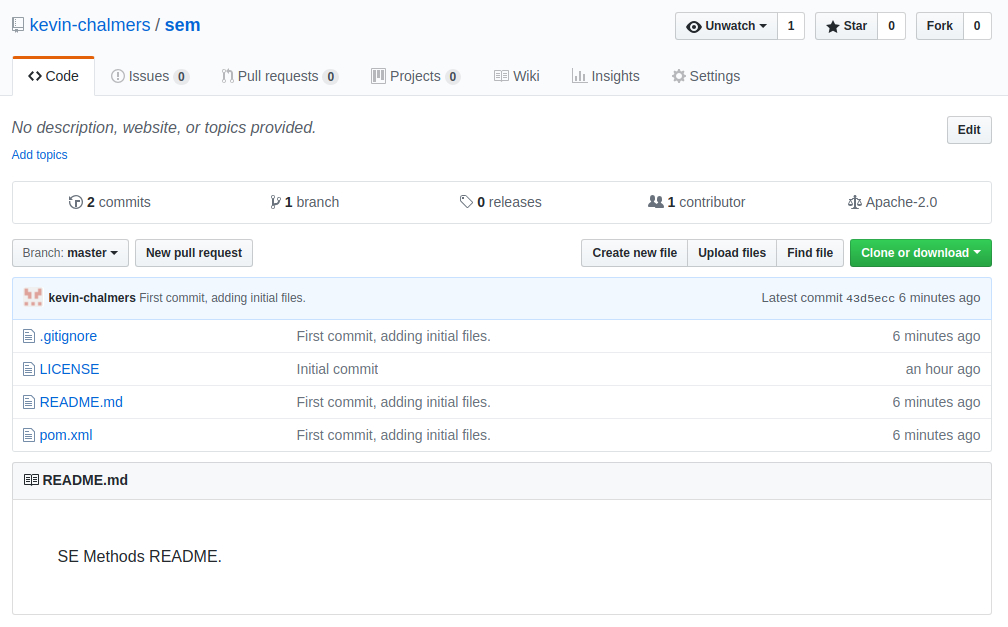 kevin-chalmers / sem
Unwatch 1 Star 0 Fork 0
Code Issues 0 Pull requests 0 Projects 0 Wiki Insights Settings
No description, website, or topics provided.
Edit
Add topics
2 commits 1 branch 0 releases 1 contributor Apache-2.0
Branch: master New pull request Create new file Upload files Find file Clone or download
kevin-chalmers First commit, adding initial files. Latest commit 43d5ecc 6 minutes ago
.gitignore First commit, adding initial files. 6 minutes ago
LICENSE Initial commit an hour ago
README.md First commit, adding initial files. 6 minutes ago
pom.xml First commit, adding initial files. 6 minutes ago
README.md
SE Methods README.